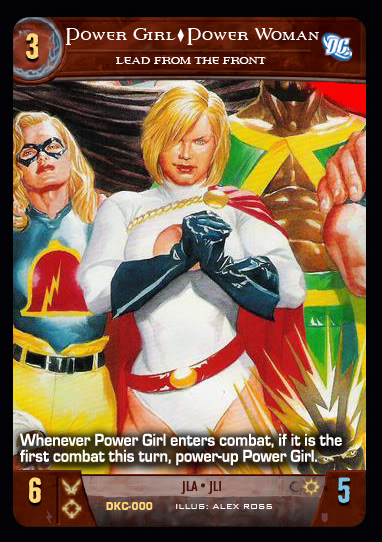 3
POWER GIRL♦POWER WOMAN
DC
LEAD FROM THE FRONT
Whenever Power Girl enters combat, if it is the
first combat this turn, power-up Power Girl.
6
JLA • JLI
5
DKC-000 ILLUS: ALEX ROSS